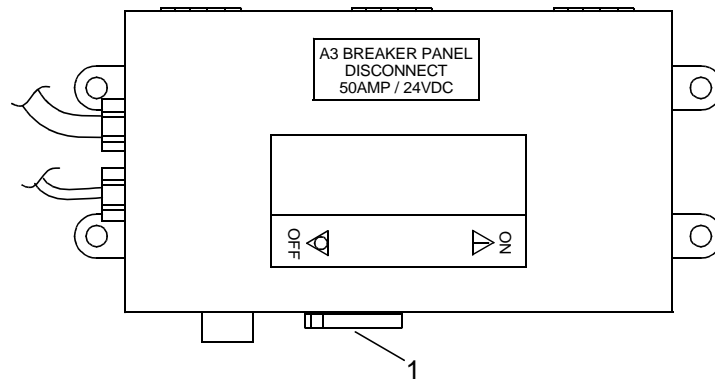 A3 BREAKER PANEL
DISCONNECT
50AMP / 24VDC
OFF
ON
1